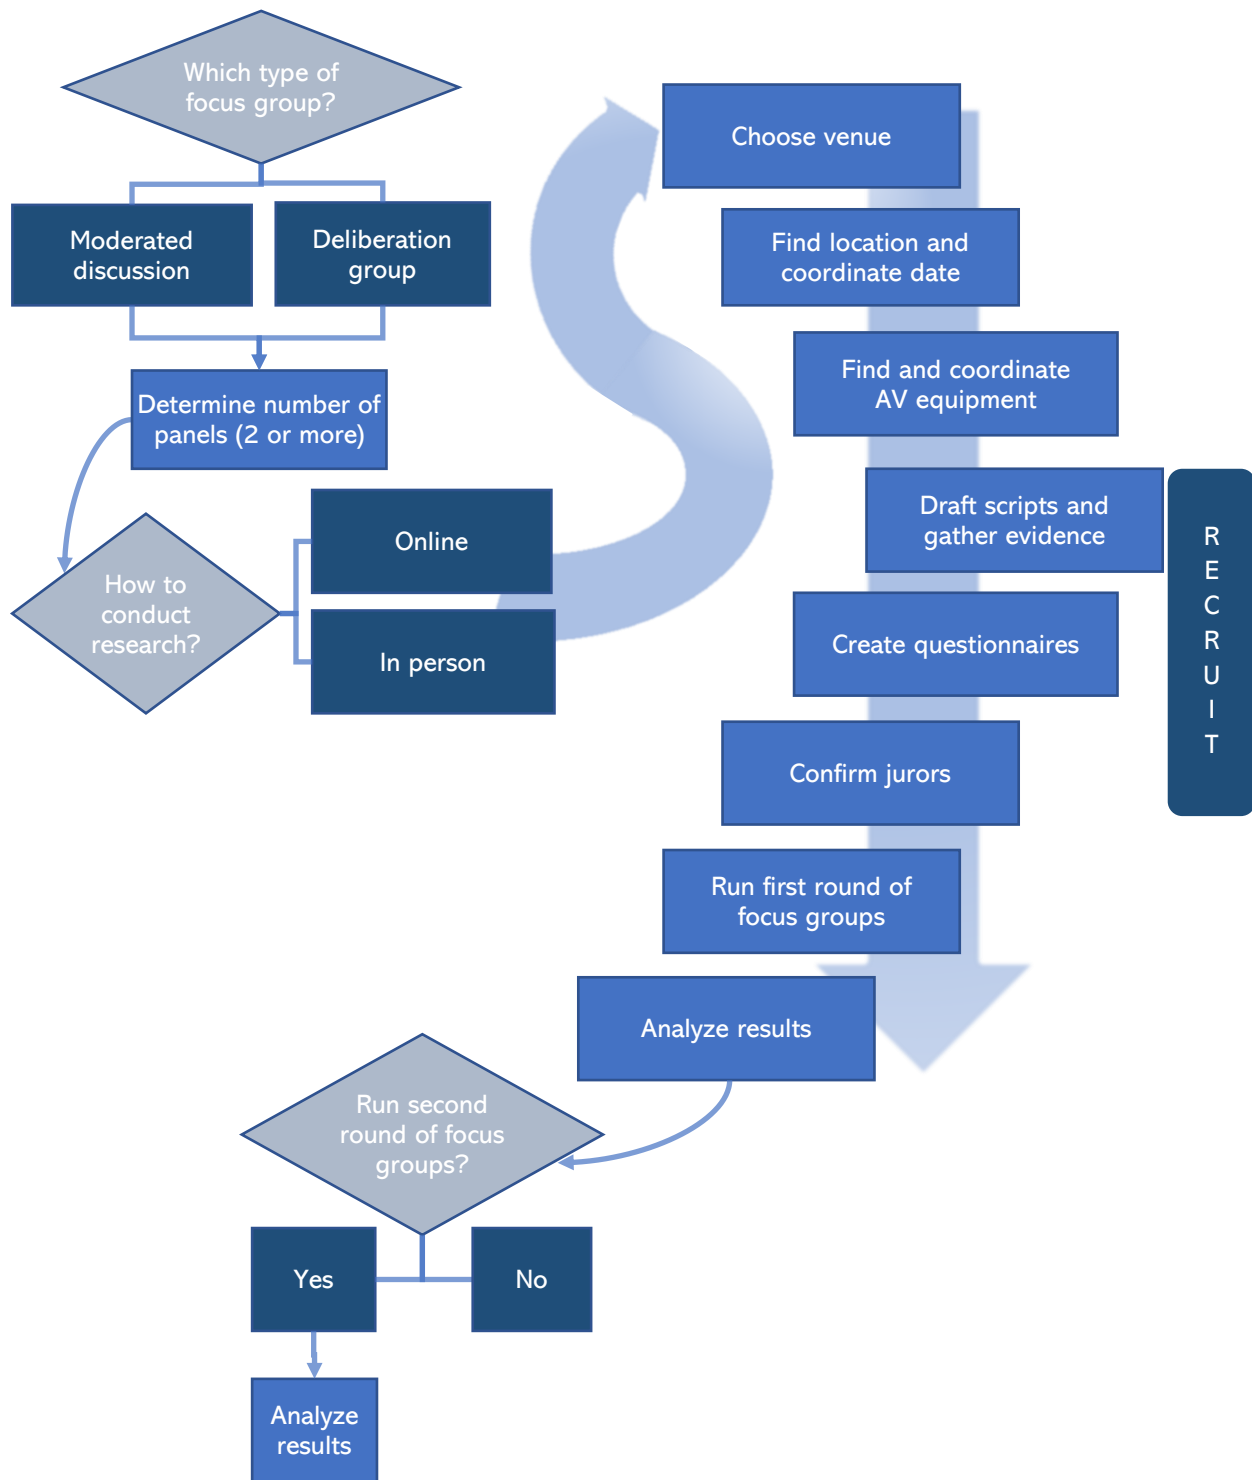 Which type of
focus group?
Moderated
discussion
Deliberation
group
Determine number of
panels (2 or more)
How to
conduct
research?
Online
In person
Choose venue
Find location and
coordinate date
Find and coordinate
AV equipment
Draft scripts and
gather evidence
Create questionnaires
R
E
C
R
U
I
T
Confirm jurors
Run first round of
focus groups
Analyze results
Run second
round of focus
groups?
Yes
No
Analyze
results